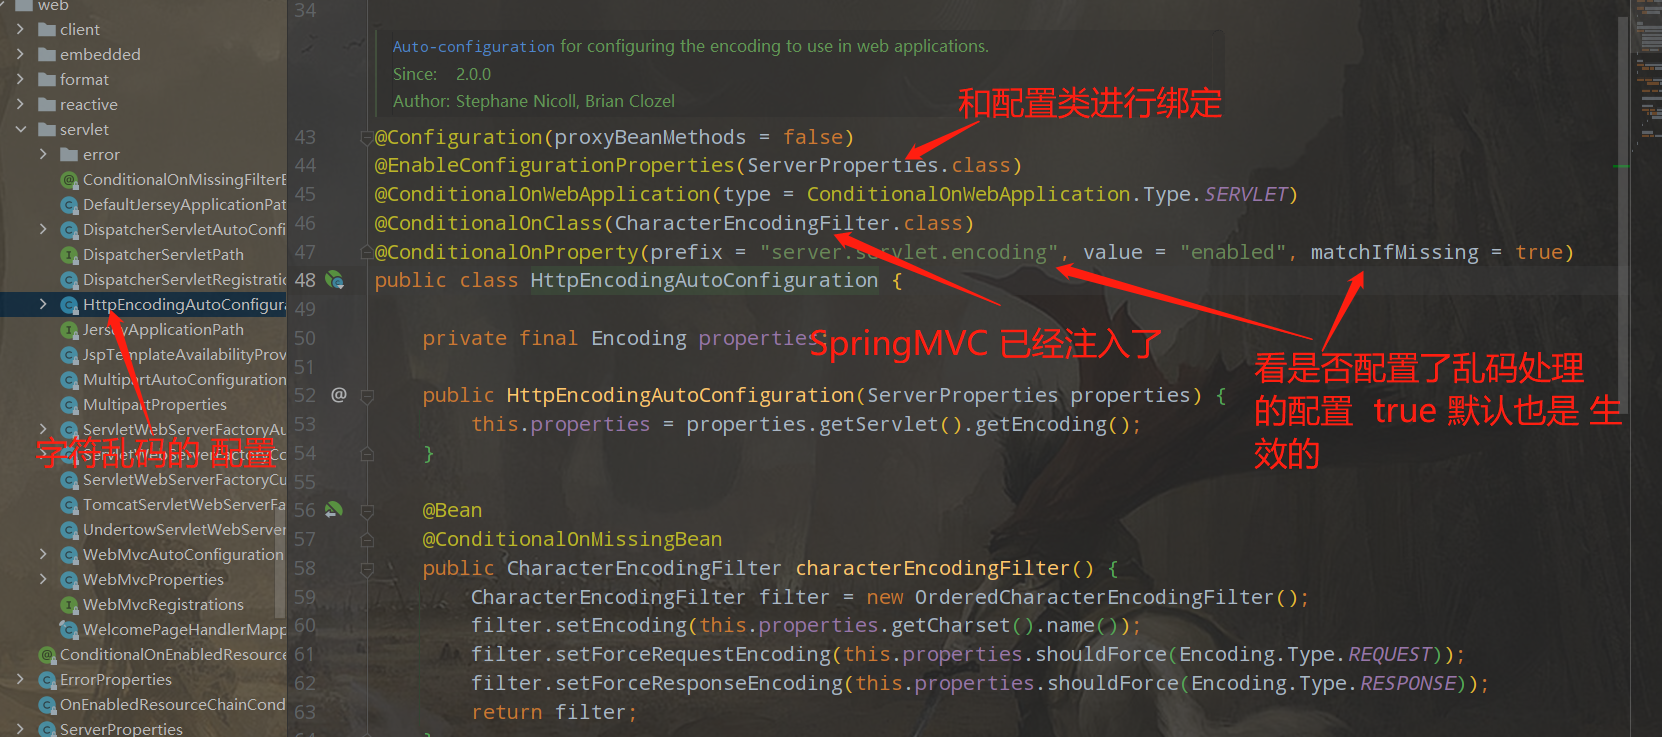 web
client
embedded
format
reactive
servlet
error
ConditionalOnMissingFilterB
DefaultJerseyApplicationPat
DispatcherServletAutoConfi
DispatcherServletPath
DispatcherServletRegistrati
HttpEncodingAutoConfigura
JerseyApplicationPath
JspTemplateAvailabilityProv
MultipartAutoConfiguration
MultipartProperties
ServletWebServerFactoryAu
字符乱码的 配置
ServletWebServerFactoryCo
ServletWebServerFactoryCu
TomcatServletWebServerFa
UndertowServletWebServer
WebMvcAutoConfiguration
WebMvcProperties
WebMvcRegistrations
WelcomePageHandlerMapp
ConditionalOnEnabledResource
ErrorProperties
OnEnabledResourceChainCond
ServerProperties
34
Auto-configuration for configuring the encoding to use in web applications.
Since: 2.0.0
Author: Stephane Nicoll, Brian Clozel
和配置类进行绑定
43 @Configuration(proxyBeanMethods = false)
44 @EnableConfigurationProperties(ServerProperties.class)
45 @ConditionalOnWebApplication(type = ConditionalOnWebApplication.Type.SERVLET)
46 @ConditionalOnClass(CharacterEncodingFilter.class)
47 @ConditionalOnProperty(prefix = "server.servlet.encoding", value = "enabled", matchIfMissing = true)
48 public class HttpEncodingAutoConfiguration {
49
50 private final Encoding properties;
SpringMVC 已经注入了
看是否配置了乱码处理
的配置 true 默认也是 生
效的
51
52 @ public HttpEncodingAutoConfiguration(ServerProperties properties) {
53 this.properties = properties.getServlet().getEncoding();
54 }
55
56 @Bean
57 @ConditionalOnMissingBean
58 public CharacterEncodingFilter characterEncodingFilter() {
59 CharacterEncodingFilter filter = new OrderedCharacterEncodingFilter();
60 filter.setEncoding(this.properties.getCharset().name());
61 filter.setForceRequestEncoding(this.properties.shouldForce(Encoding.Type.REQUEST));
62 filter.setForceResponseEncoding(this.properties.shouldForce(Encoding.Type.RESPONSE));
63 return filter;